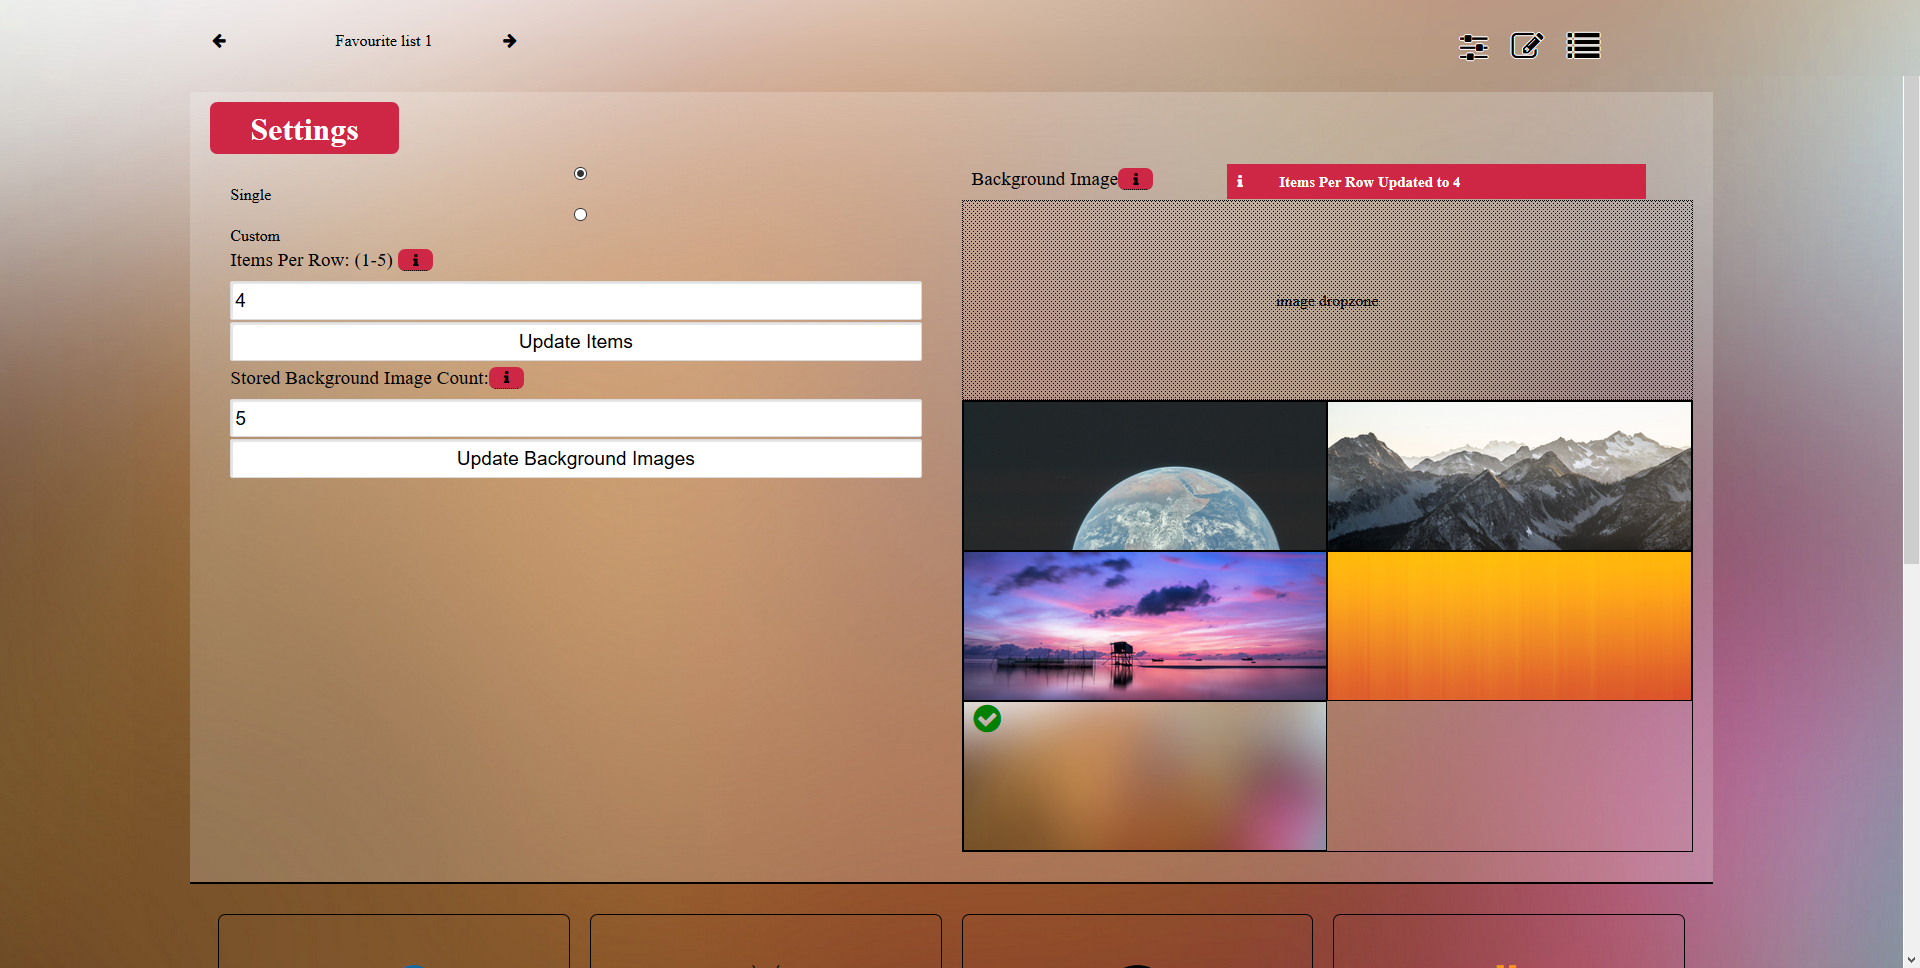 Favourite list 1
Settings
Single
Custom
Items Per Row: (1-5)
4
Update Items
Stored Background Image Count:
5
Update Background Images
Background Image
Items Per Row Updated to 4
image dropzone